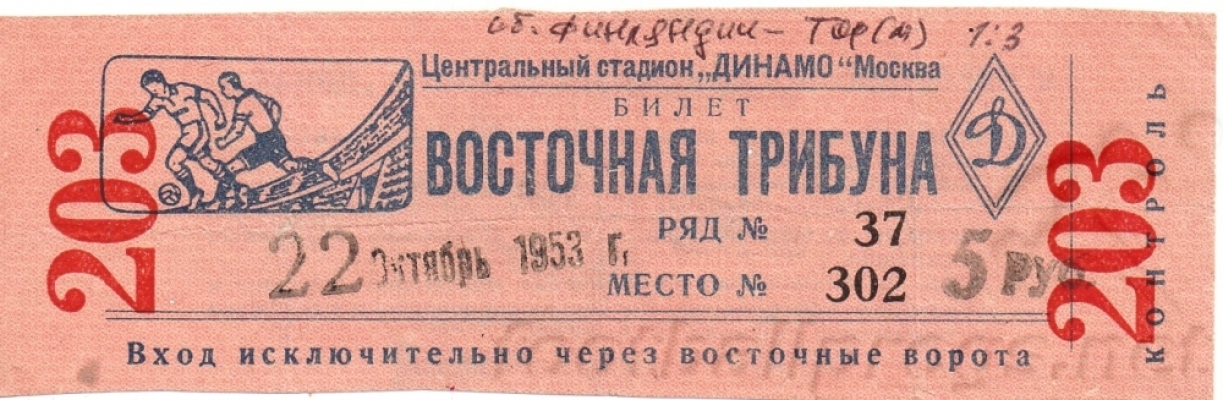 сб. Финляндии - Тор(м) 1:3
Центральный стадион „ДИНАМО“ Москва
БИЛЕТ
ВОСТОЧНАЯ ТРИБУНА
Д
РЯД № 37
МЕСТО № 302
22 Октябрь 1953 г.
5 руб.
203
203
КОНТРОЛЬ
Вход исключительно через восточные ворота